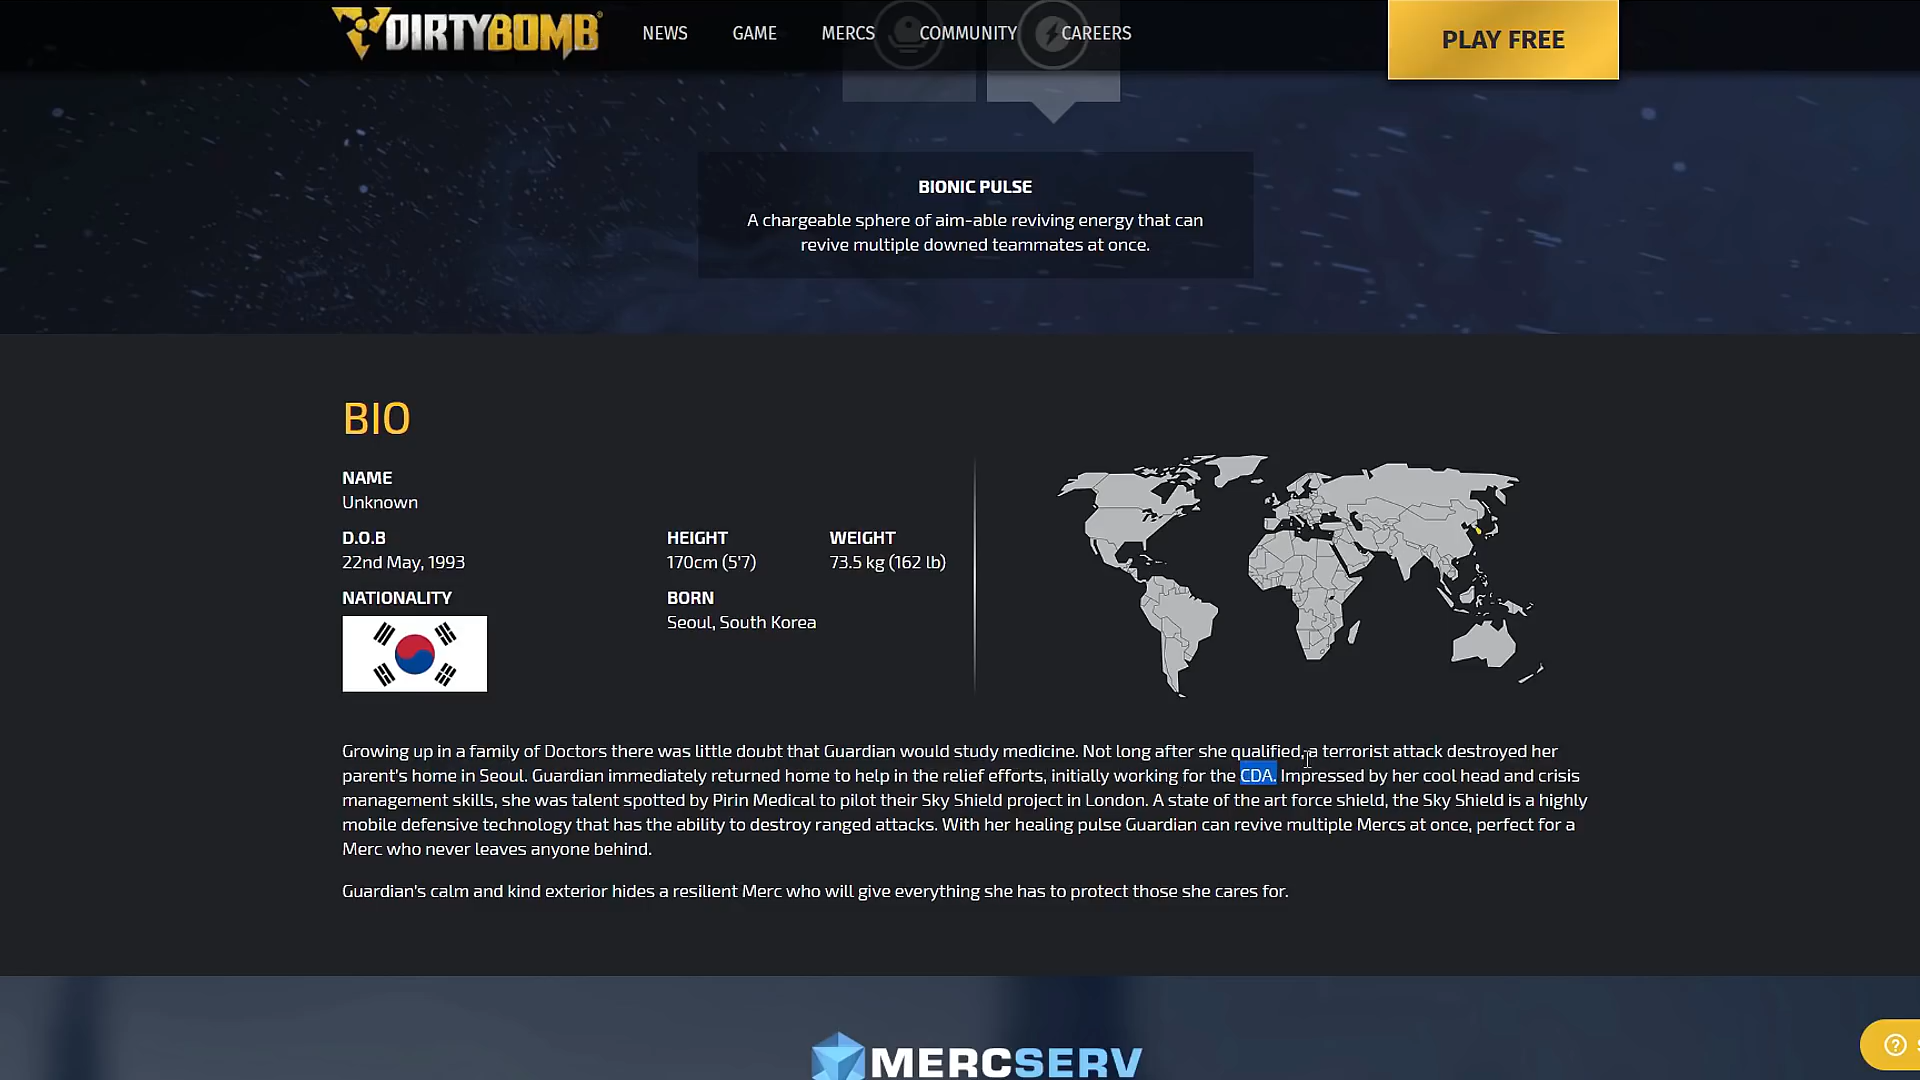 DIRTYBOMB
NEWS
GAME
MERCS
COMMUNITY
CAREERS
PLAY FREE
BIONIC PULSE
A chargeable sphere of aim-able reviving energy that can
revive multiple downed teammates at once.
BIO
NAME
Unknown
D.O.B
22nd May, 1993
HEIGHT
170cm (5'7)
WEIGHT
73.5 kg (162 lb)
NATIONALITY
BORN
Seoul, South Korea
Growing up in a family of Doctors there was little doubt that Guardian would study medicine. Not long after she qualified, a terrorist attack destroyed her
parent's home in Seoul. Guardian immediately returned home to help in the relief efforts, initially working for the CDA. Impressed by her cool head and crisis
management skills, she was talent spotted by Pirin Medical to pilot their Sky Shield project in London. A state of the art force shield, the Sky Shield is a highly
mobile defensive technology that has the ability to destroy ranged attacks. With her healing pulse Guardian can revive multiple Mercs at once, perfect for a
Merc who never leaves anyone behind.
Guardian's calm and kind exterior hides a resilient Merc who will give everything she has to protect those she cares for.
MERCSERV